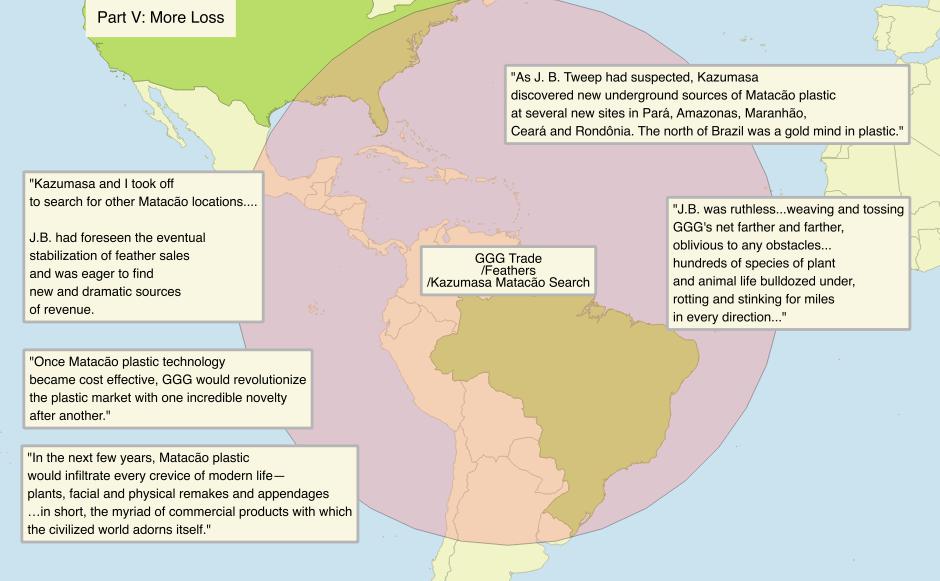 Part V: More Loss
"As J. B. Tweep had suspected, Kazumasa
discovered new underground sources of Matacão plastic
at several new sites in Pará, Amazonas, Maranhão,
Ceará and Rondônia. The north of Brazil was a gold mind in plastic."
"Kazumasa and I took off
to search for other Matacão locations....
J.B. had foreseen the eventual
stabilization of feather sales
and was eager to find
new and dramatic sources
of revenue.
"J.B. was ruthless...weaving and tossing
GGG's net farther and farther,
oblivious to any obstacles...
hundreds of species of plant
and animal life bulldozed under,
rotting and stinking for miles
in every direction..."
GGG Trade
/Feathers
/Kazumasa Matacão Search
"Once Matacão plastic technology
became cost effective, GGG would revolutionize
the plastic market with one incredible novelty
after another."
"In the next few years, Matacão plastic
would infiltrate every crevice of modern life—
plants, facial and physical remakes and appendages
…in short, the myriad of commercial products with which
the civilized world adorns itself."